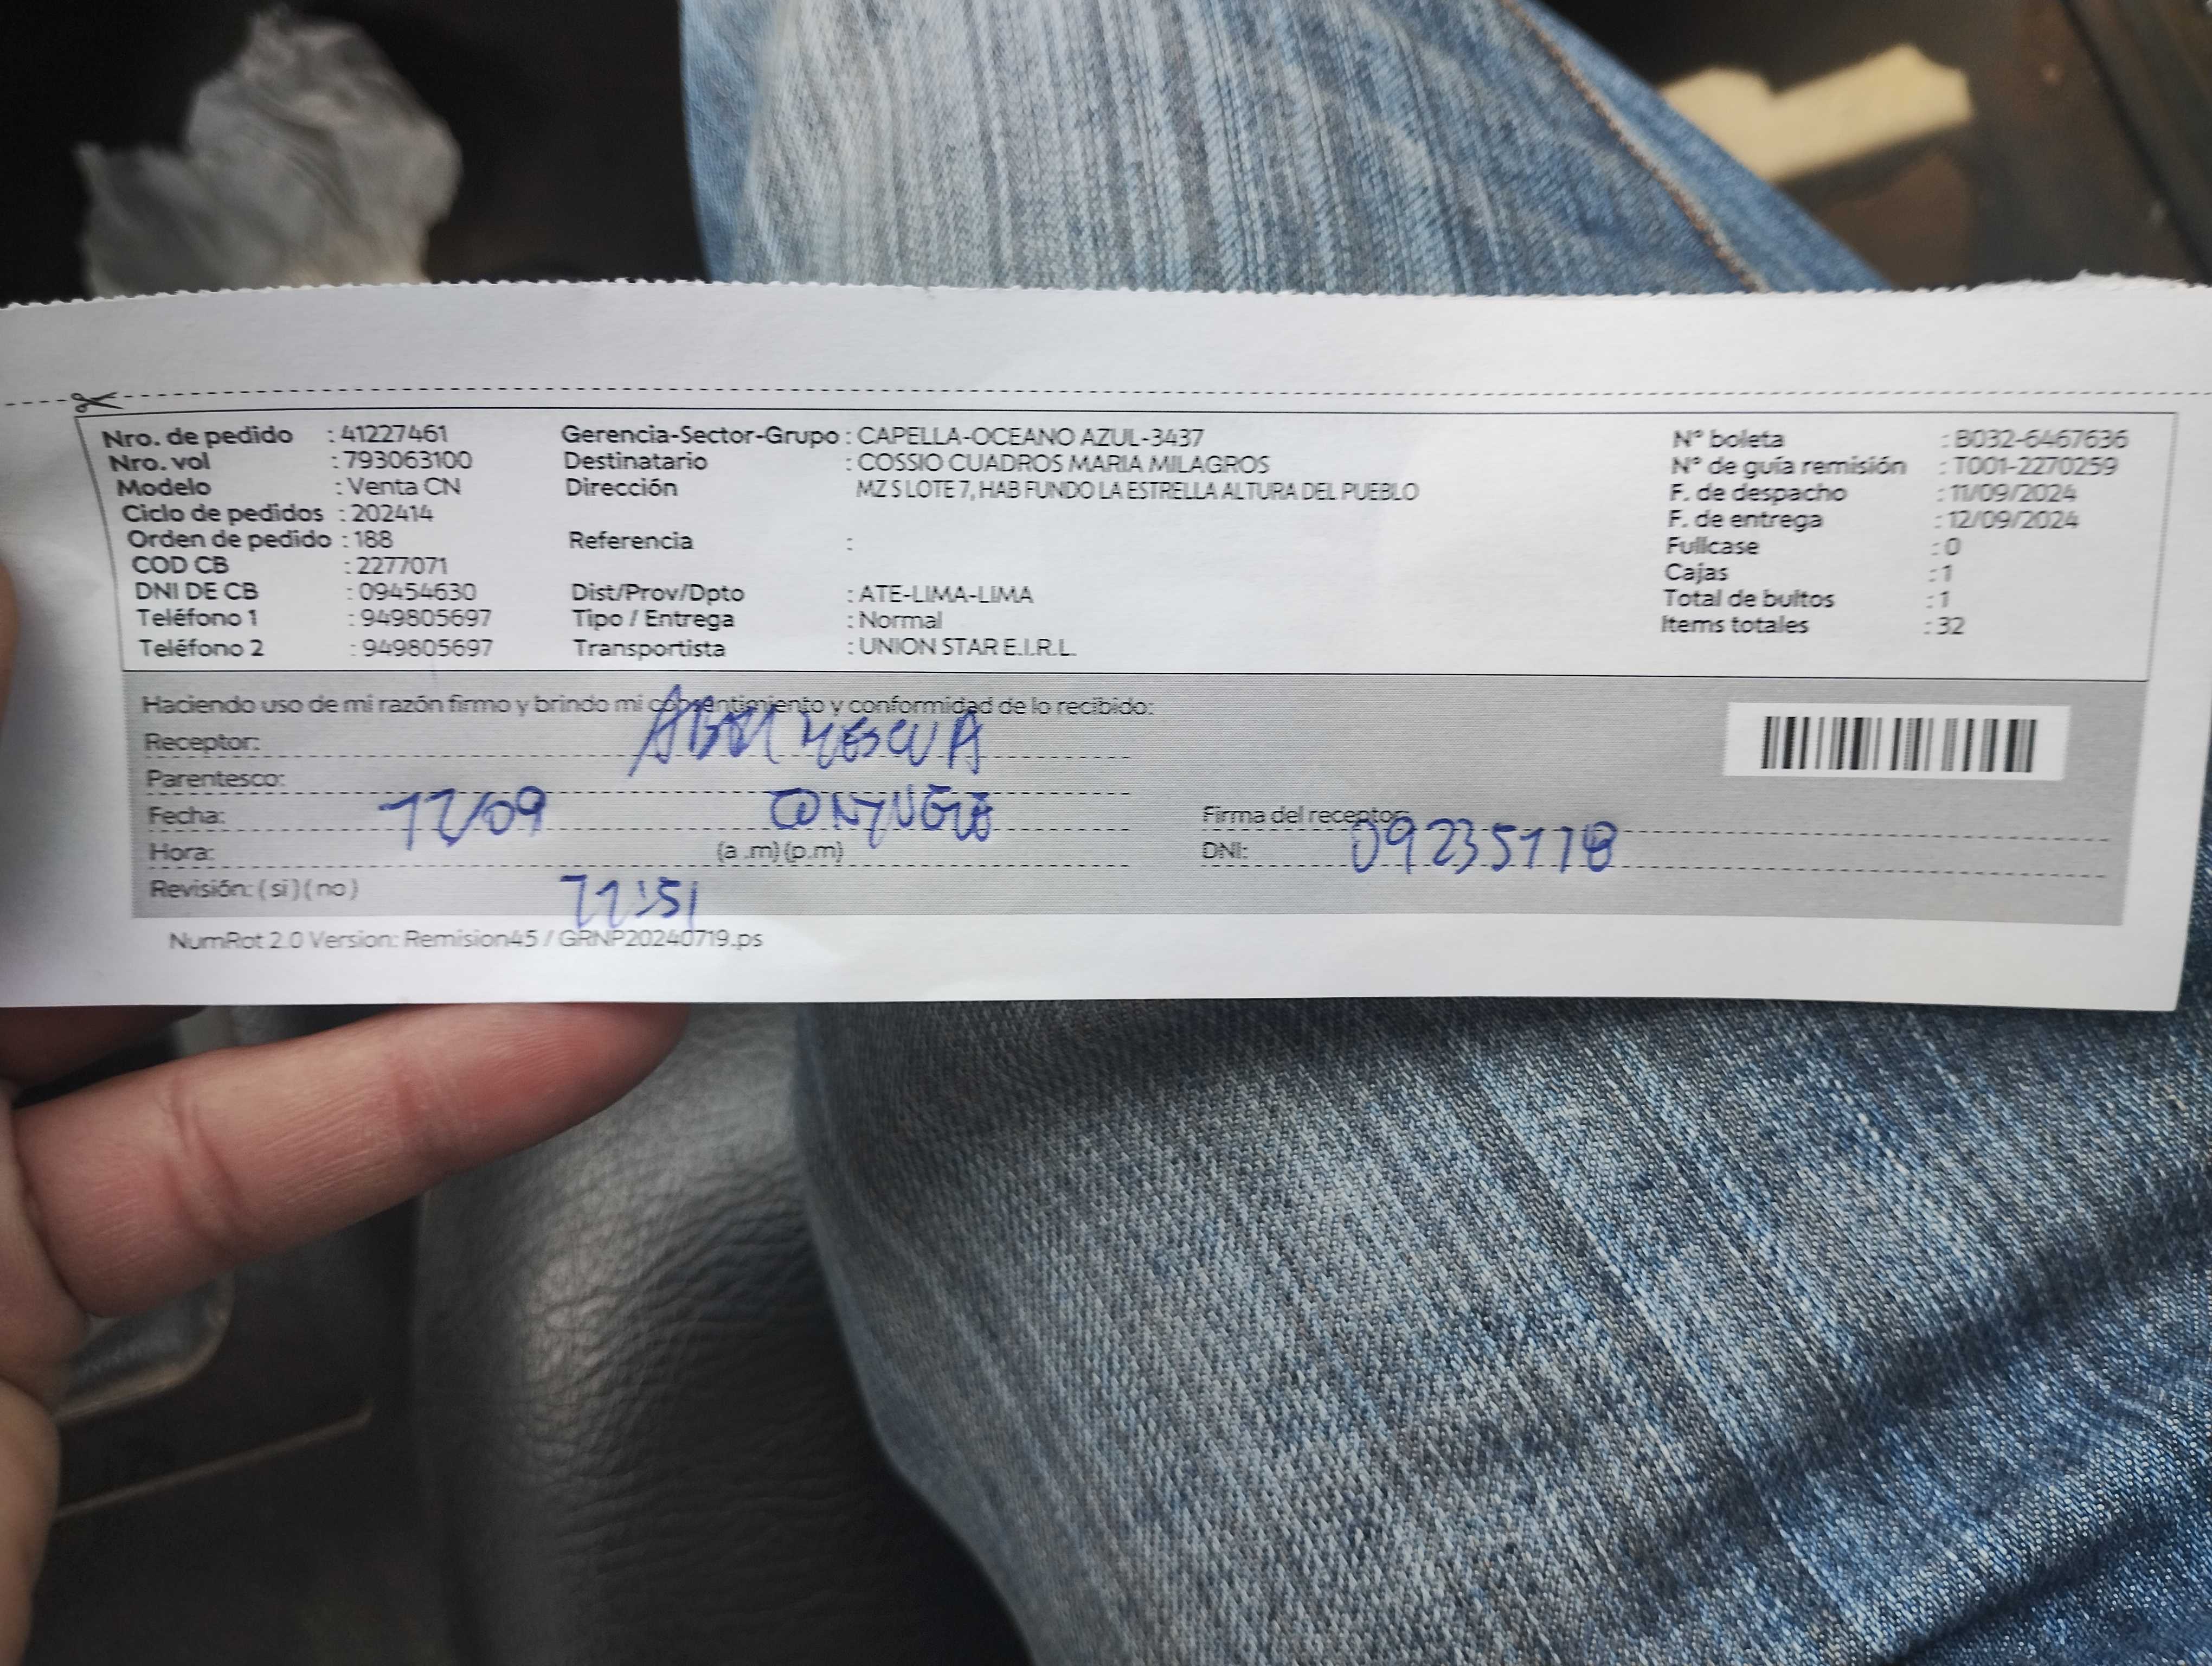 Nro. de pedido : 41227461 Gerencia-Sector-Grupo : CAPELLA-OCEANO AZUL-3437 N° boleta : B032-6467636
Nro. vol : 793063100 Destinatario : COSSIO CUADROS MARIA MILAGROS N° de guía remisión : T001-2270259
Modelo : Venta CN Dirección MZ S LOTE 7, HAB FUNDO LA ESTRELLA ALTURA DEL PUEBLO F. de despacho : 11/09/2024
Ciclo de pedidos : 202414 F. de entrega : 12/09/2024
Orden de pedido : 188 Referencia : Fullcase : 0
COD CB : 2277071 Cajas : 1
DNI DE CB : 09454630 Dist/Prov/Dpto : ATE-LIMA-LIMA Total de bultos : 1
Teléfono 1 : 949805697 Tipo / Entrega : Normal Items totales : 32
Teléfono 2 : 949805697 Transportista : UNION STAR E.I.R.L.
Haciendo uso de mi razón firmo y brindo mi consentimiento y conformidad de lo recibido:
Receptor:
Parentesco:
Fecha: Firma del receptor
Hora: (a .m) (p.m) DNI: 09235118
Revisión: ( si ) ( no ) 11:51
NumRot 2.0 Version: Remision45 / GRNP20240719.ps